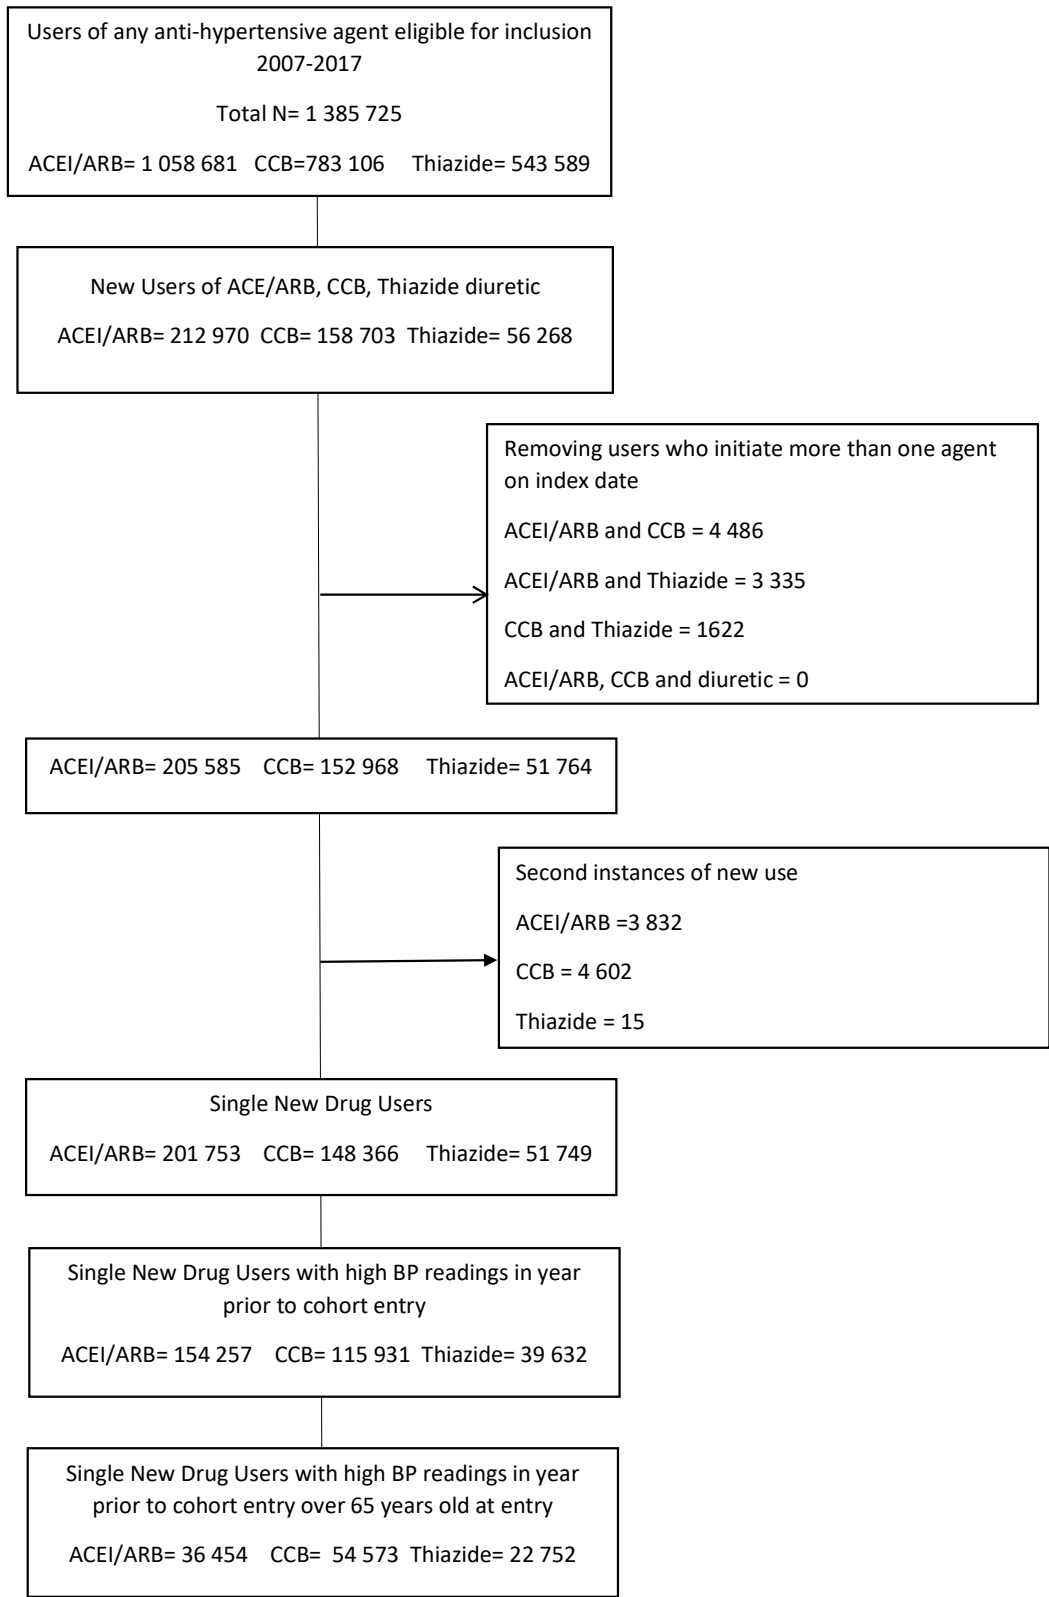 Users of any anti-hypertensive agent eligible for inclusion
2007-2017
Total N= 1 385 725
ACEI/ARB= 1 058 681 CCB=783 106 Thiazide= 543 589
New Users of ACE/ARB, CCB, Thiazide diuretic
ACEI/ARB= 212 970 CCB= 158 703 Thiazide= 56 268
Removing users who initiate more than one agent
on index date
ACEI/ARB and CCB = 4 486
ACEI/ARB and Thiazide = 3 335
CCB and Thiazide = 1622
ACEI/ARB, CCB and diuretic = 0
ACEI/ARB= 205 585 CCB= 152 968 Thiazide= 51 764
Second instances of new use
ACEI/ARB =3 832
CCB = 4 602
Thiazide = 15
Single New Drug Users
ACEI/ARB= 201 753 CCB= 148 366 Thiazide= 51 749
Single New Drug Users with high BP readings in year
prior to cohort entry
ACEI/ARB= 154 257 CCB= 115 931 Thiazide= 39 632
Single New Drug Users with high BP readings in year
prior to cohort entry over 65 years old at entry
ACEI/ARB= 36 454 CCB= 54 573 Thiazide= 22 752